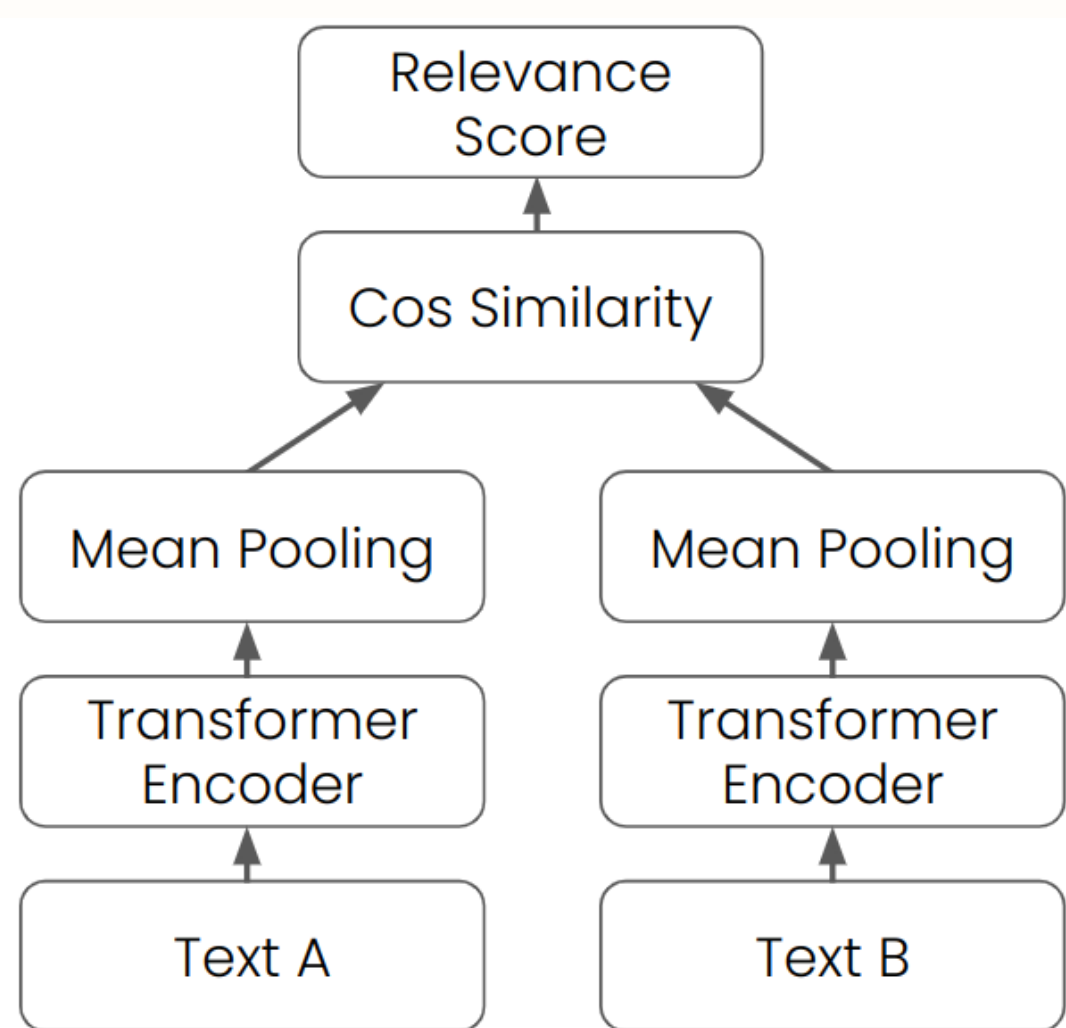 Relevance
Score
Cos Similarity
Mean Pooling
Mean Pooling
Transformer
Encoder
Transformer
Encoder
Text A
Text B